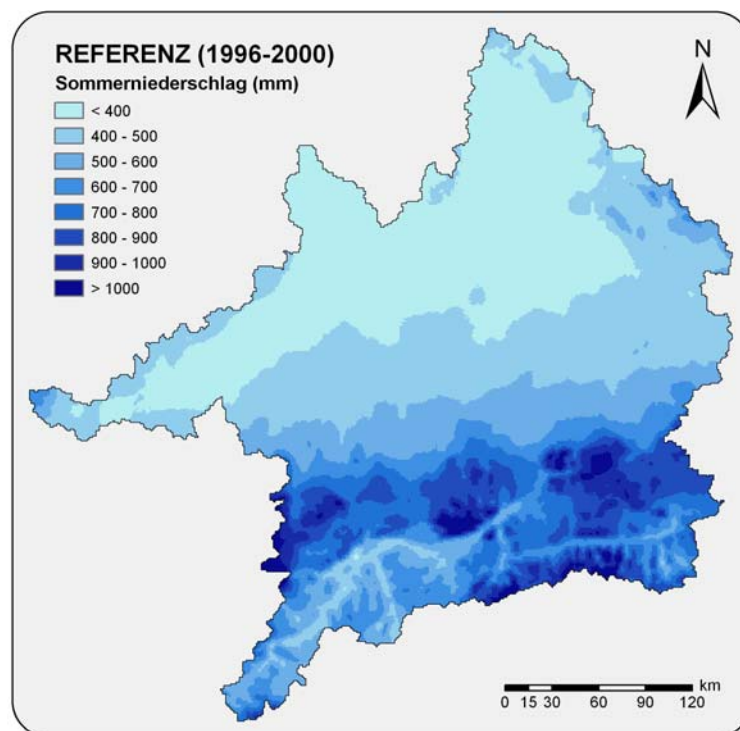 REFERENZ (1996-2000)
Sommerniederschlag (mm)
< 400
400 - 500
500 - 600
600 - 700
700 - 800
800 - 900
900 - 1000
> 1000
N
km
0 15 30 60 90 120